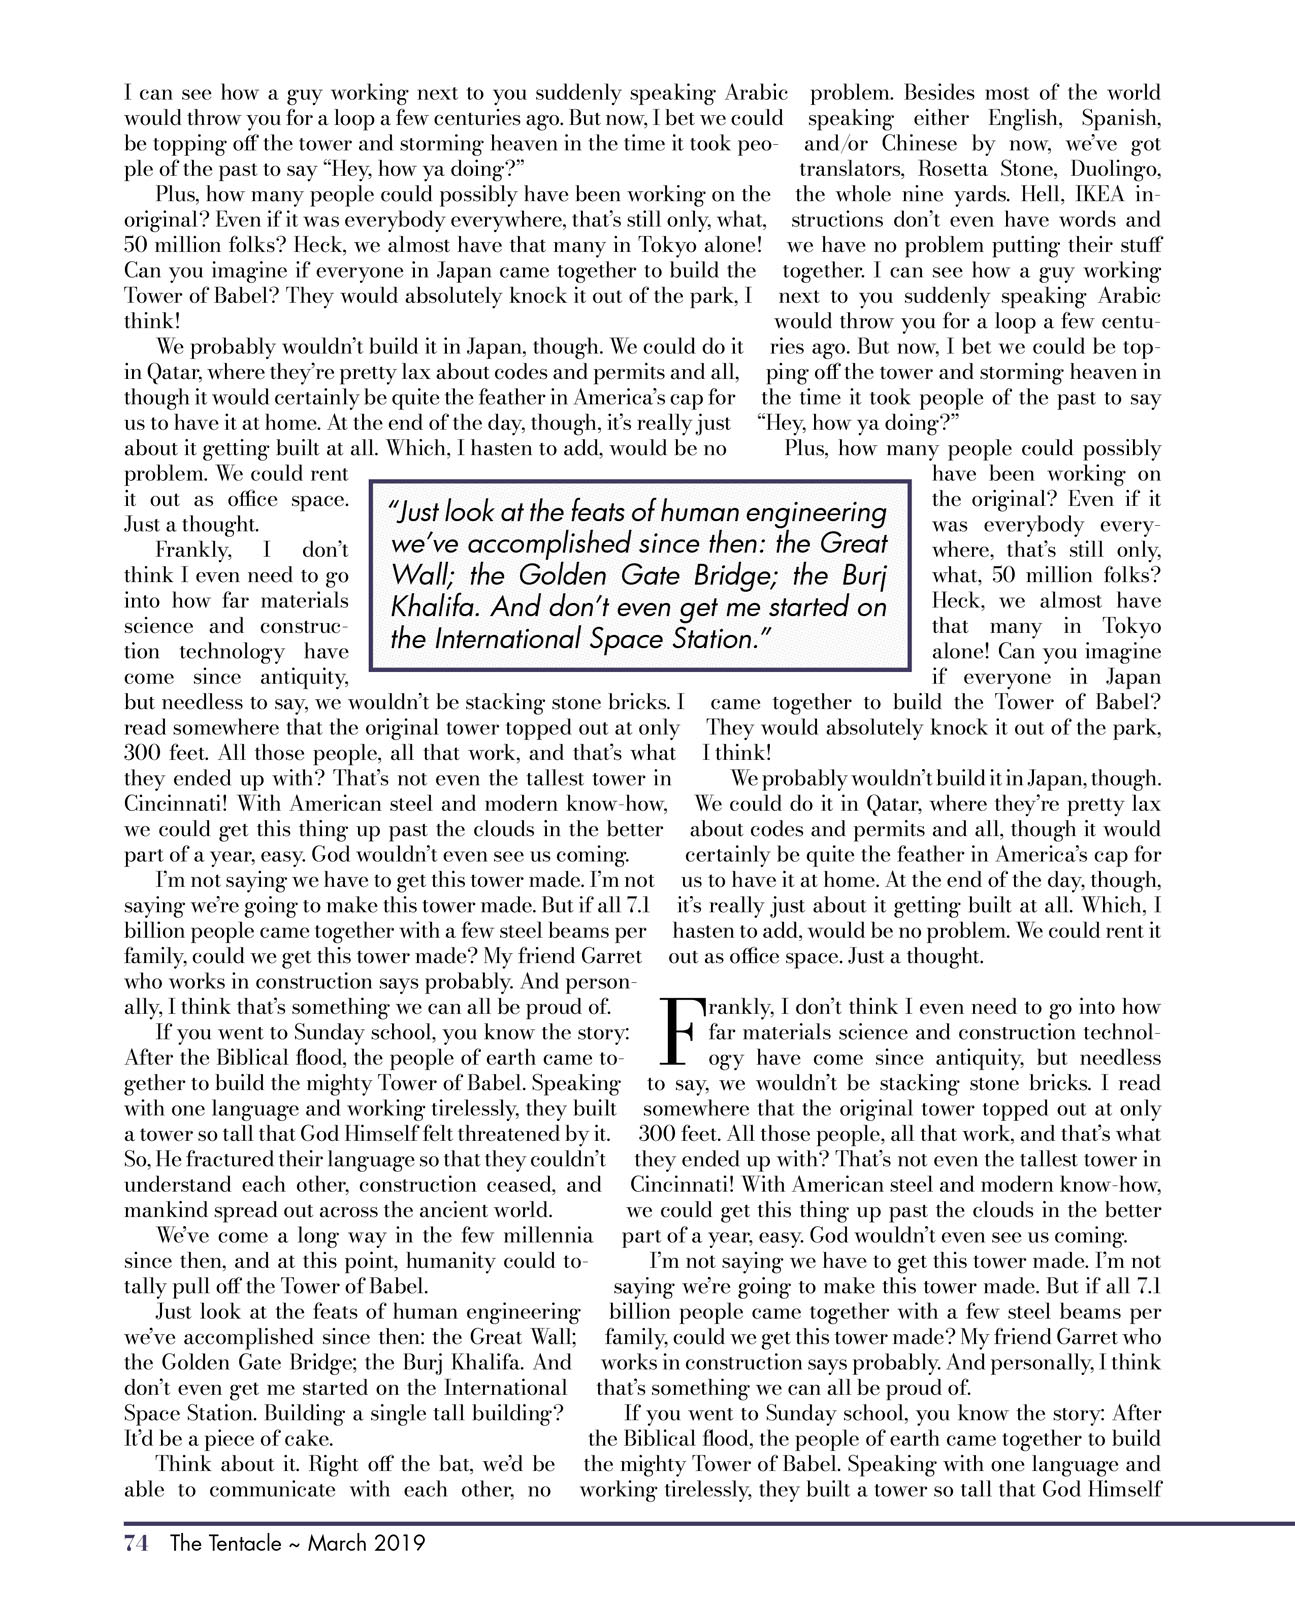 I can see how a guy working next to you suddenly speaking Arabic
would throw you for a loop a few centuries ago. But now, I bet we could
be topping off the tower and storming heaven in the time it took peo-
ple of the past to say “Hey, how ya doing?”
Plus, how many people could possibly have been working on the
original? Even if it was everybody everywhere, that’s still only, what,
50 million folks? Heck, we almost have that many in Tokyo alone!
Can you imagine if everyone in Japan came together to build the
Tower of Babel? They would absolutely knock it out of the park, I
think!
We probably wouldn’t build it in Japan, though. We could do it
in Qatar, where they’re pretty lax about codes and permits and all,
though it would certainly be quite the feather in America’s cap for
us to have it at home. At the end of the day, though, it’s really just
about it getting built at all. Which, I hasten to add, would be no
problem. We could rent
it out as office space.
Just a thought.
Frankly, I don’t
think I even need to go
into how far materials
science and construc-
tion technology have
come since antiquity,
but needless to say, we wouldn’t be stacking stone bricks. I
read somewhere that the original tower topped out at only
300 feet. All those people, all that work, and that’s what
they ended up with? That’s not even the tallest tower in
Cincinnati! With American steel and modern know-how,
we could get this thing up past the clouds in the better
part of a year, easy. God wouldn’t even see us coming.
I’m not saying we have to get this tower made. I’m not
saying we’re going to make this tower made. But if all 7.1
billion people came together with a few steel beams per
family, could we get this tower made? My friend Garret
who works in construction says probably. And person-
ally, I think that’s something we can all be proud of.
If you went to Sunday school, you know the story:
After the Biblical flood, the people of earth came to-
gether to build the mighty Tower of Babel. Speaking
with one language and working tirelessly, they built
a tower so tall that God Himself felt threatened by it.
So, He fractured their language so that they couldn’t
understand each other, construction ceased, and
mankind spread out across the ancient world.
We’ve come a long way in the few millennia
since then, and at this point, humanity could to-
tally pull off the Tower of Babel.
Just look at the feats of human engineering
we’ve accomplished since then: the Great Wall;
the Golden Gate Bridge; the Burj Khalifa. And
don’t even get me started on the International
Space Station. Building a single tall building?
It’d be a piece of cake.
Think about it. Right off the bat, we’d be
able to communicate with each other, no
problem. Besides most of the world
speaking either English, Spanish,
and/or Chinese by now, we’ve got
translators, Rosetta Stone, Duolingo,
the whole nine yards. Hell, IKEA in-
structions don’t even have words and
we have no problem putting their stuff
together. I can see how a guy working
next to you suddenly speaking Arabic
would throw you for a loop a few centu-
ries ago. But now, I bet we could be top-
ping off the tower and storming heaven in
the time it took people of the past to say
“Hey, how ya doing?”
Plus, how many people could possibly
have been working on
the original? Even if it
was everybody every-
where, that’s still only,
what, 50 million folks?
Heck, we almost have
that many in Tokyo
alone! Can you imagine
if everyone in Japan
came together to build the Tower of Babel?
They would absolutely knock it out of the park,
I think!
We probably wouldn’t build it in Japan, though.
We could do it in Qatar, where they’re pretty lax
about codes and permits and all, though it would
certainly be quite the feather in America’s cap for
us to have it at home. At the end of the day, though,
it’s really just about it getting built at all. Which, I
hasten to add, would be no problem. We could rent it
out as office space. Just a thought.
Frankly, I don’t think I even need to go into how
far materials science and construction technol-
ogy have come since antiquity, but needless
to say, we wouldn’t be stacking stone bricks. I read
somewhere that the original tower topped out at only
300 feet. All those people, all that work, and that’s what
they ended up with? That’s not even the tallest tower in
Cincinnati! With American steel and modern know-how,
we could get this thing up past the clouds in the better
part of a year, easy. God wouldn’t even see us coming.
I’m not saying we have to get this tower made. I’m not
saying we’re going to make this tower made. But if all 7.1
billion people came together with a few steel beams per
family, could we get this tower made? My friend Garret who
works in construction says probably. And personally, I think
that’s something we can all be proud of.
If you went to Sunday school, you know the story: After
the Biblical flood, the people of earth came together to build
the mighty Tower of Babel. Speaking with one language and
working tirelessly, they built a tower so tall that God Himself
“Just look at the feats of human engineering
we’ve accomplished since then: the Great
Wall; the Golden Gate Bridge; the Burj
Khalifa. And don’t even get me started on
the International Space Station.”
74 The Tentacle ~ March 2019